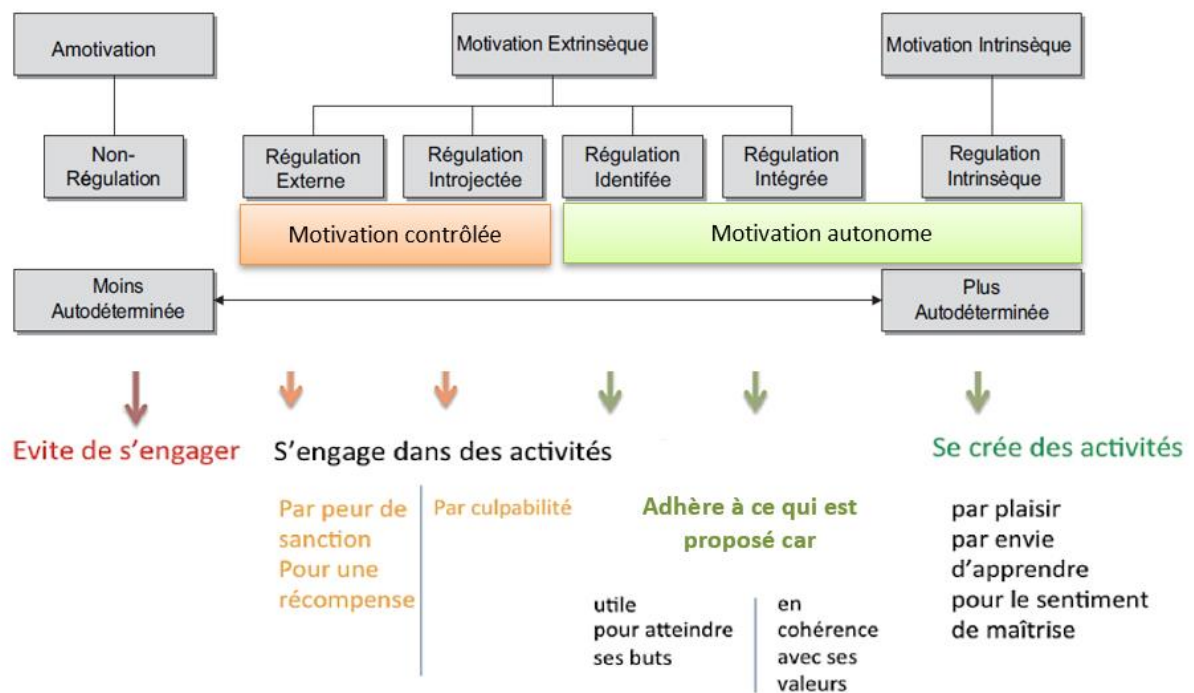 Amotivation
Motivation Extrinsèque
Motivation Intrinsèque
Non-
Régulation
Régulation
Externe
Régulation
Introjectée
Régulation
Identifée
Régulation
Intégrée
Regulation
Intrinsèque
Motivation contrôlée
Motivation autonome
Moins
Autodéterminée
Plus
Autodéterminée
Evite de s’engager
S’engage dans des activités
Se crée des activités
Par peur de
sanction
Pour une
récompense
Par culpabilité
Adhère à ce qui est
proposé car
utile
pour atteindre
ses buts
en
cohérence
avec ses
valeurs
par plaisir
par envie
d’apprendre
pour le sentiment
de maîtrise